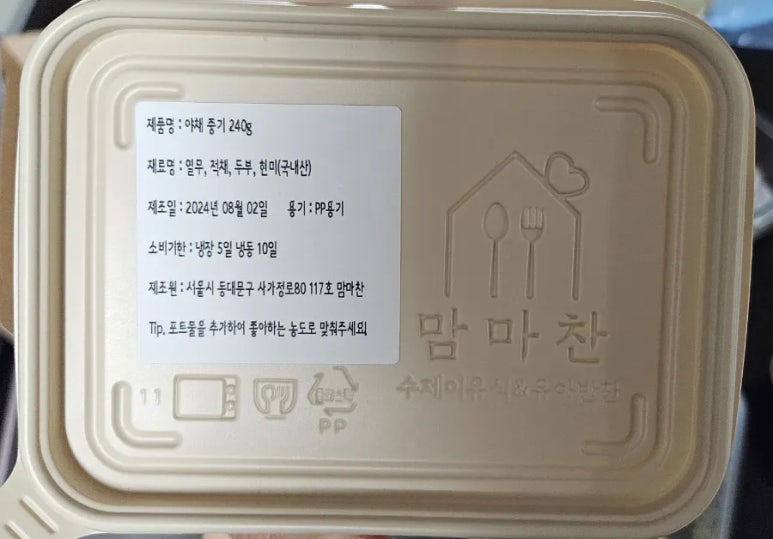 제품명 : 야채 중기 240g
재료명 : 열무, 적채, 두부, 현미(국내산)
제조일 : 2024년 08월 02일 용기 : PP용기
소비기한 : 냉장 5일 냉동 10일
제조원 : 서울시 동대문구 사가정로80 117호 맘마찬
Tip. 포트물을 추가하여 좋아하는 농도로 맞춰주세요!
맘마찬
수제이유식&유아반찬
11
PP